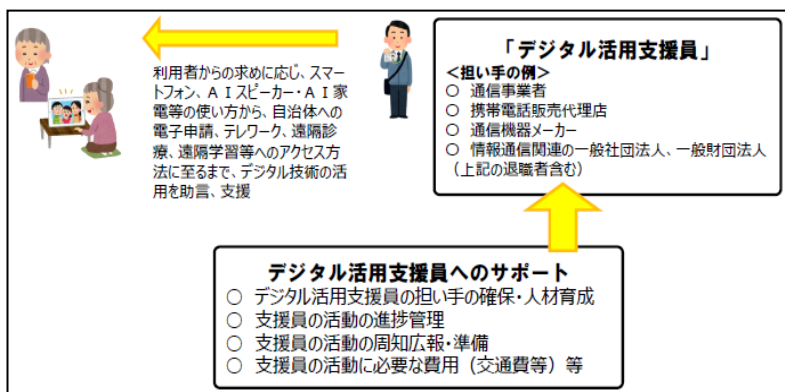 「デジタル活用支援員」
＜担い手の例＞
○ 通信事業者
○ 携帯電話販売代理店
○ 通信機器メーカー
○ 情報通信関連の一般社団法人、一般財団法人
（上記の退職者含む）
利用者からの求めに応じ、スマー
トフォン、ＡＩスピーカー・ＡＩ家
電等の使い方から、自治体への
電子申請、テレワーク、遠隔診
療、遠隔学習等へのアクセス方
法に至るまで、デジタル技術の活
用を助言、支援
デジタル活用支援員へのサポート
○ デジタル活用支援員の担い手の確保・人材育成
○ 支援員の活動の進捗管理
○ 支援員の活動の周知広報・準備
○ 支援員の活動に必要な費用（交通費等）等